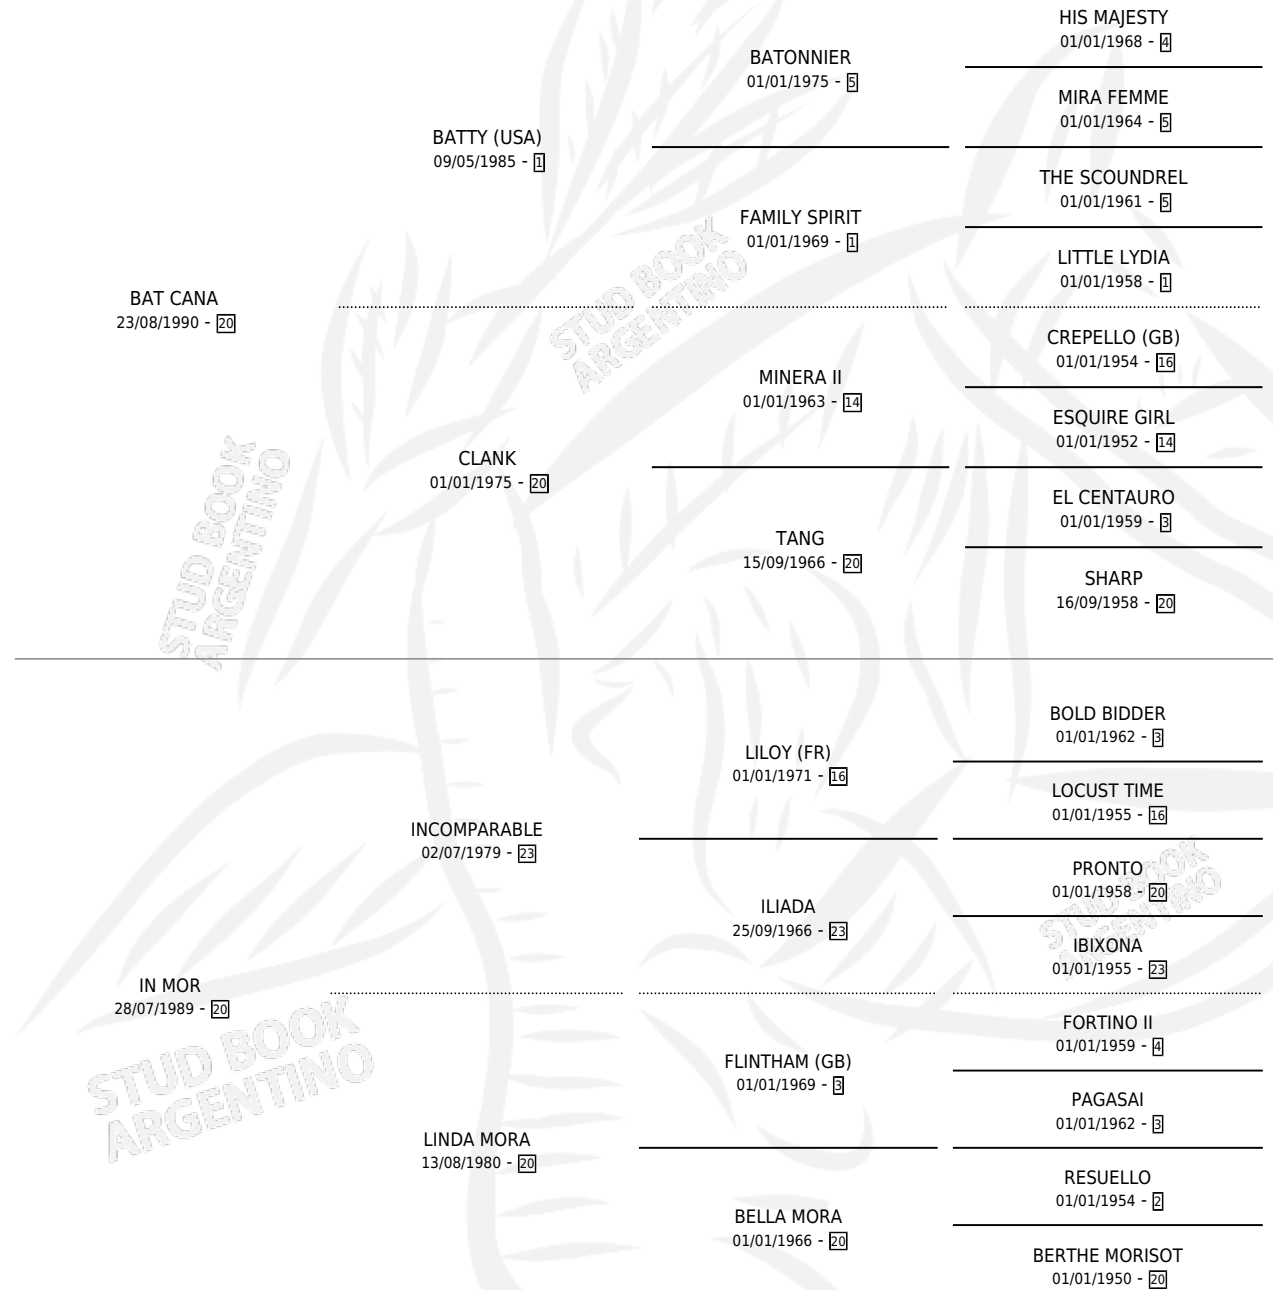 HIS MAJESTY
01/01/1968 - 4
BATONNIER
01/01/1975 - 5
MIRA FEMME
01/01/1964 - 5
BATTY (USA)
09/05/1985 - 1
THE SCOUNDREL
01/01/1961 - 5
FAMILY SPIRIT
01/01/1969 - 1
LITTLE LYDIA
01/01/1958 - 1
BAT CANA
23/08/1990 - 20
STUD BOOK
ARGENTINO
CREPELLO (GB)
01/01/1954 - 16
MINERA II
01/01/1963 - 14
ESQUIRE GIRL
01/01/1952 - 14
CLANK
01/01/1975 - 20
EL CENTAURO
01/01/1959 - 3
TANG
15/09/1966 - 20
SHARP
16/09/1958 - 20
STUD BOOK
ARGENTINO
BOLD BIDDER
01/01/1962 - 3
LILOY (FR)
01/01/1971 - 16
LOCUST TIME
01/01/1955 - 16
INCOMPARABLE
02/07/1979 - 23
PRONTO
01/01/1958 - 20
ILIADA
25/09/1966 - 23
IBIXONA
01/01/1955 - 23
STUD BOOK
ARGENTINO
IN MOR
28/07/1989 - 20
FORTINO II
01/01/1959 - 4
FLINTHAM (GB)
01/01/1969 - 3
PAGASAI
01/01/1962 - 3
STUD BOOK
ARGENTINO
LINDA MORA
13/08/1980 - 20
RESUELLO
01/01/1954 - 2
BELLA MORA
01/01/1966 - 20
BERTHE MORISOT
01/01/1950 - 20